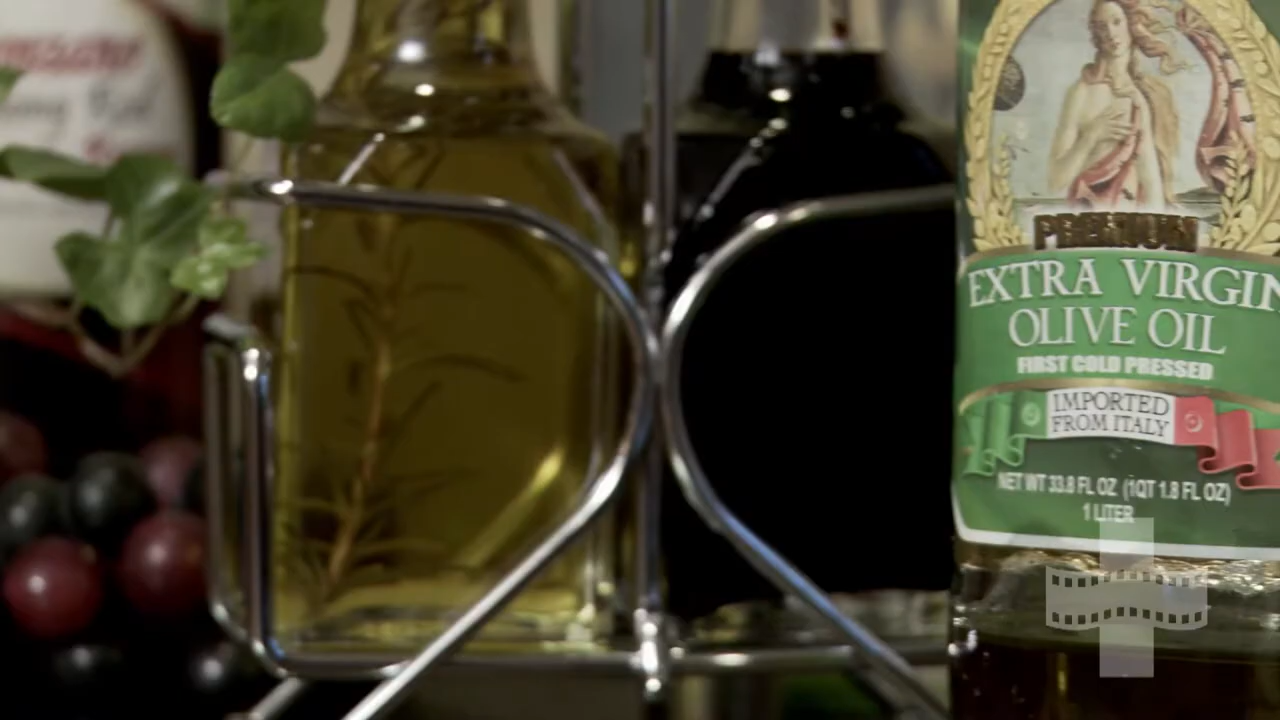 PREMIUM
EXTRA VIRGIN
OLIVE OIL
FIRST COLD PRESSED
IMPORTED
FROM ITALY
NET WT 33.8 FL OZ (1QT 1.8 FL OZ)
1 LITER